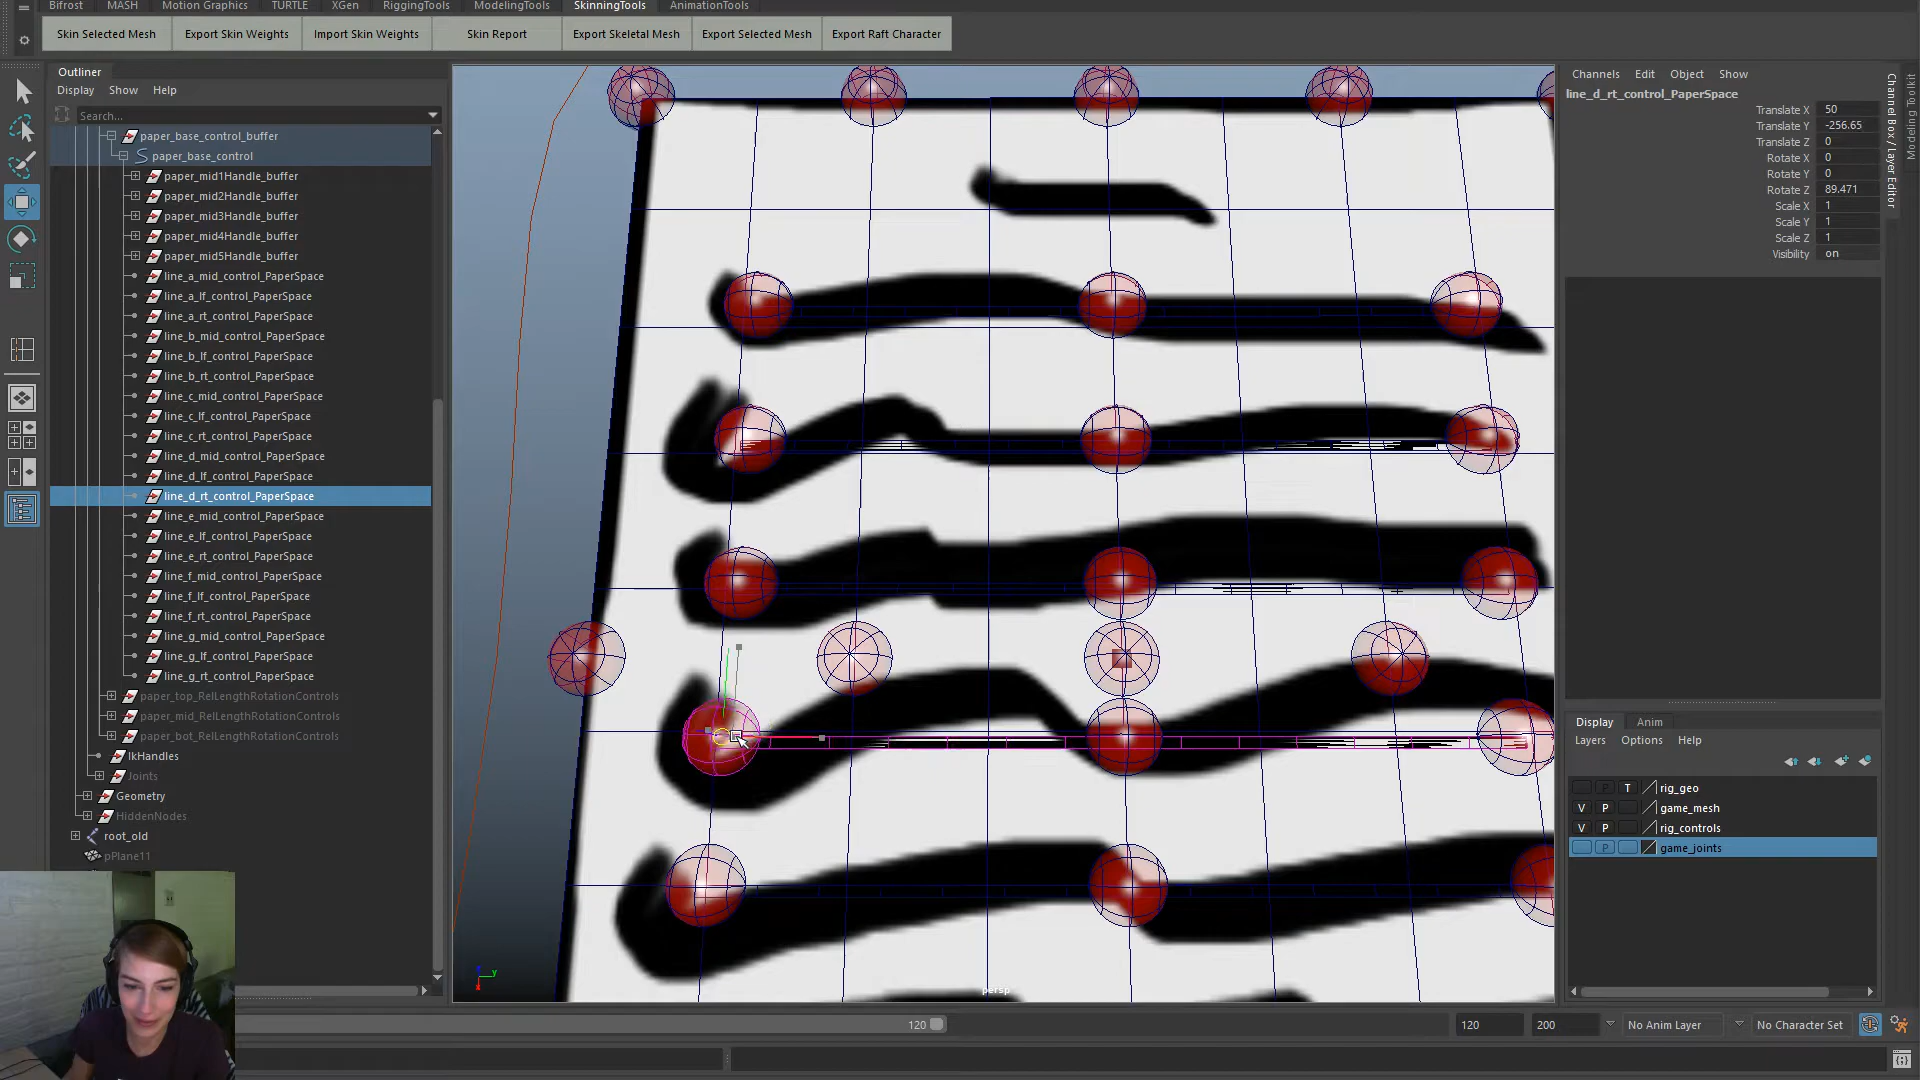 Bifrost MASH Motion Graphics TURTLE XGen RiggingTools ModelingTools SkinningTools AnimationTools
Skin Selected Mesh Export Skin Weights Import Skin Weights Skin Report Export Skeletal Mesh Export Selected Mesh Export Raft Character
Outliner
Display Show Help
Search...
paper_base_control_buffer
paper_base_control
paper_mid1Handle_buffer
paper_mid2Handle_buffer
paper_mid3Handle_buffer
paper_mid4Handle_buffer
paper_mid5Handle_buffer
line_a_mid_control_PaperSpace
line_a_lf_control_PaperSpace
line_a_rt_control_PaperSpace
line_b_mid_control_PaperSpace
line_b_lf_control_PaperSpace
line_b_rt_control_PaperSpace
line_c_mid_control_PaperSpace
line_c_lf_control_PaperSpace
line_c_rt_control_PaperSpace
line_d_mid_control_PaperSpace
line_d_lf_control_PaperSpace
line_d_rt_control_PaperSpace
line_e_mid_control_PaperSpace
line_e_lf_control_PaperSpace
line_e_rt_control_PaperSpace
line_f_mid_control_PaperSpace
line_f_lf_control_PaperSpace
line_f_rt_control_PaperSpace
line_g_mid_control_PaperSpace
line_g_lf_control_PaperSpace
line_g_rt_control_PaperSpace
paper_top_RelLengthRotationControls
paper_mid_RelLengthRotationControls
paper_bot_RelLengthRotationControls
IkHandles
Joints
Geometry
HiddenNodes
root_old
pPlane11
y
x
persp
Channels Edit Object Show
line_d_rt_control_PaperSpace
Translate X 50
Translate Y -256.65
Translate Z 0
Rotate X 0
Rotate Y 0
Rotate Z 89.471
Scale X 1
Scale Y 1
Scale Z 1
Visibility on
Channel Box / Layer Editor
Modeling Toolkit
Display Anim
Layers Options Help
P T rig_geo
V P game_mesh
V P rig_controls
P game_joints
120 120 200 No Anim Layer No Character Set